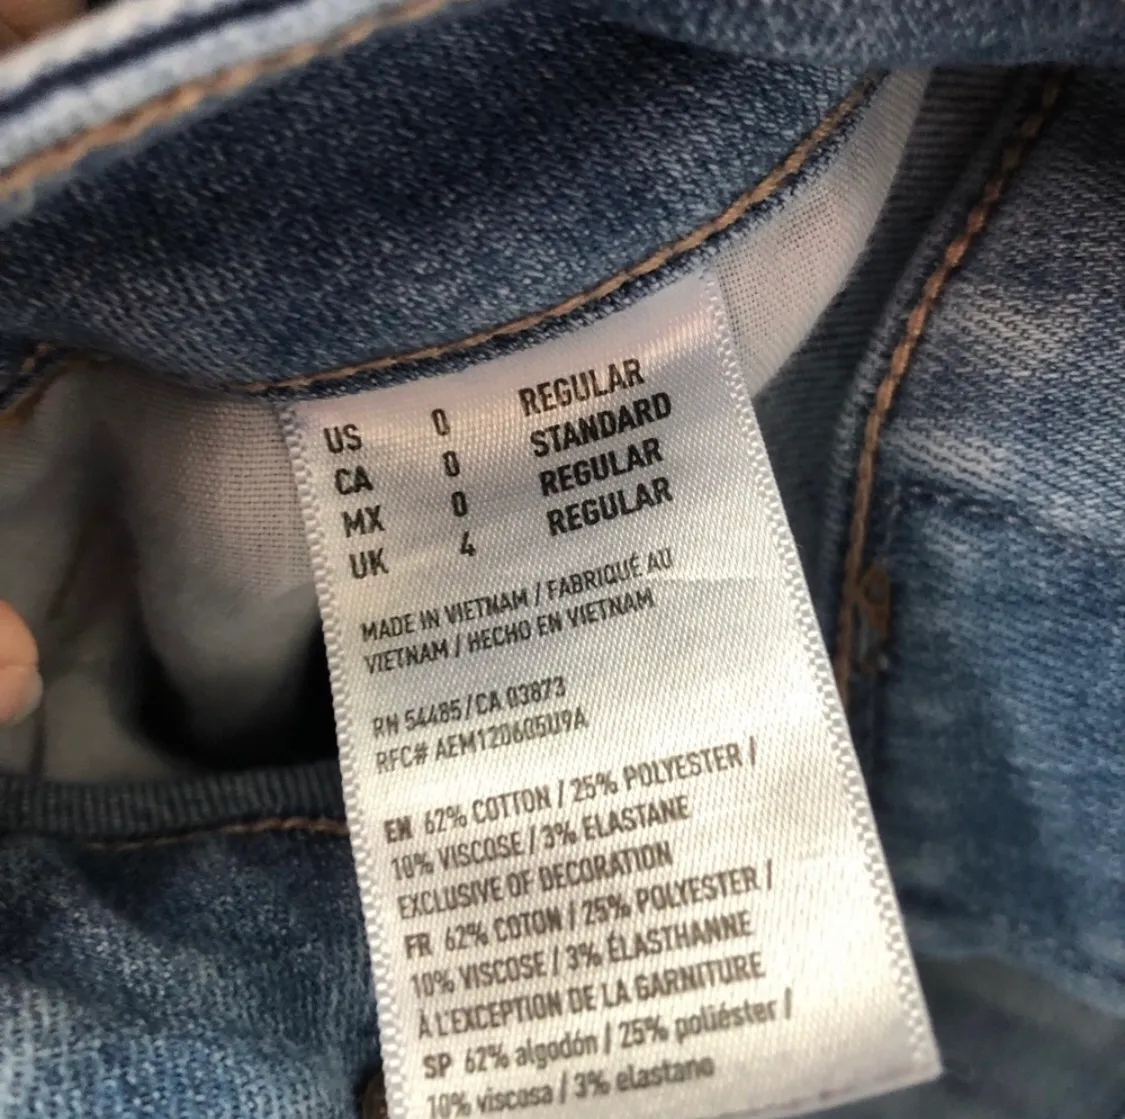 US 0 REGULAR
CA 0 STANDARD
MX 0 REGULAR
UK 4 REGULAR
MADE IN VIETNAM / FABRIQUÉ AU
VIETNAM / HECHO EN VIETNAM
RN 54485/CA 03873
RFC# AEM120605U9A
EN 62% COTTON / 25% POLYESTER /
10% VISCOSE / 3% ELASTANE
EXCLUSIVE OF DECORATION
FR 62% COTON / 25% POLYESTER /
10% VISCOSE / 3% ÉLASTHANNE
À L'EXCEPTION DE LA GARNITURE
SP 62% algodón / 25% poliéster /
10% viscosa / 3% elastano